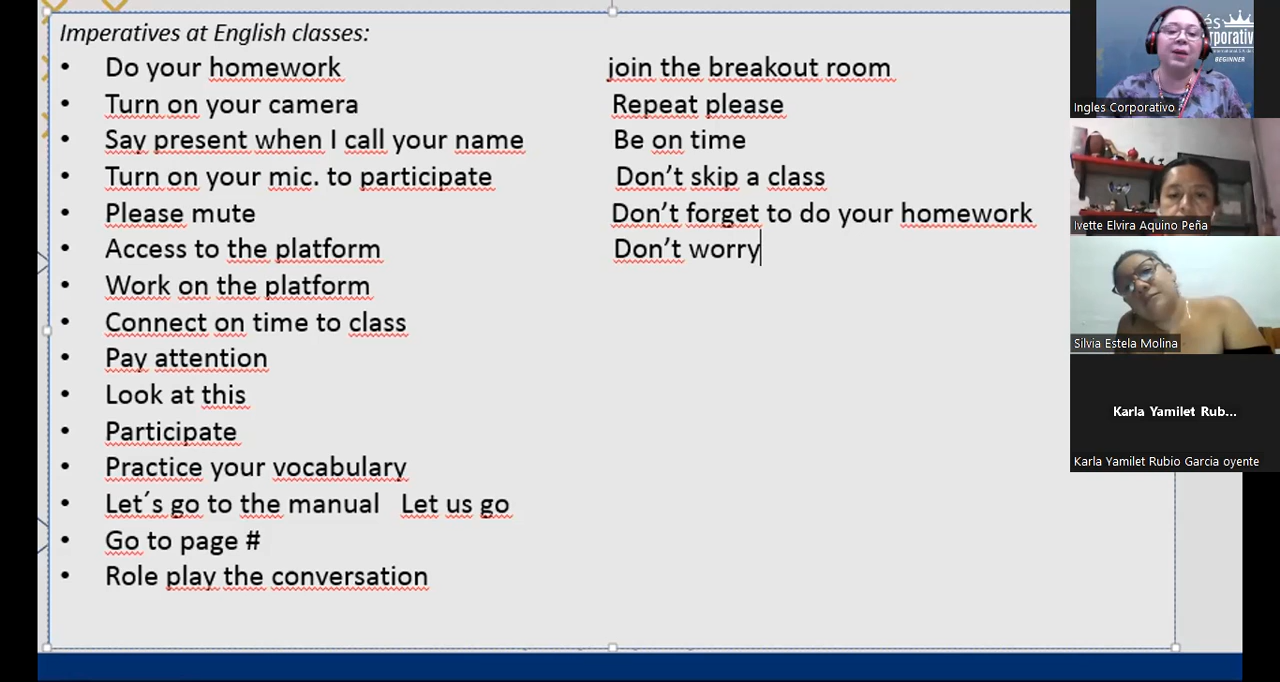 Imperatives at English classes:
• Do your homework
• Turn on your camera
• Say present when I call your name
• Turn on your mic. to participate
• Please mute
• Access to the platform
• Work on the platform
• Connect on time to class
• Pay attention
• Look at this
• Participate
• Practice your vocabulary
• Let´s go to the manual   Let us go
• Go to page #
• Role play the conversation
join the breakout room
Repeat please
Be on time
Don’t skip a class
Don’t forget to do your homework
Don’t worry
BEGINNER
Ingles Corporativo
Ivette Elvira Aquino Peña
Silvia Estela Molina
Karla Yamilet Rub...
Karla Yamilet Rubio Garcia oyente